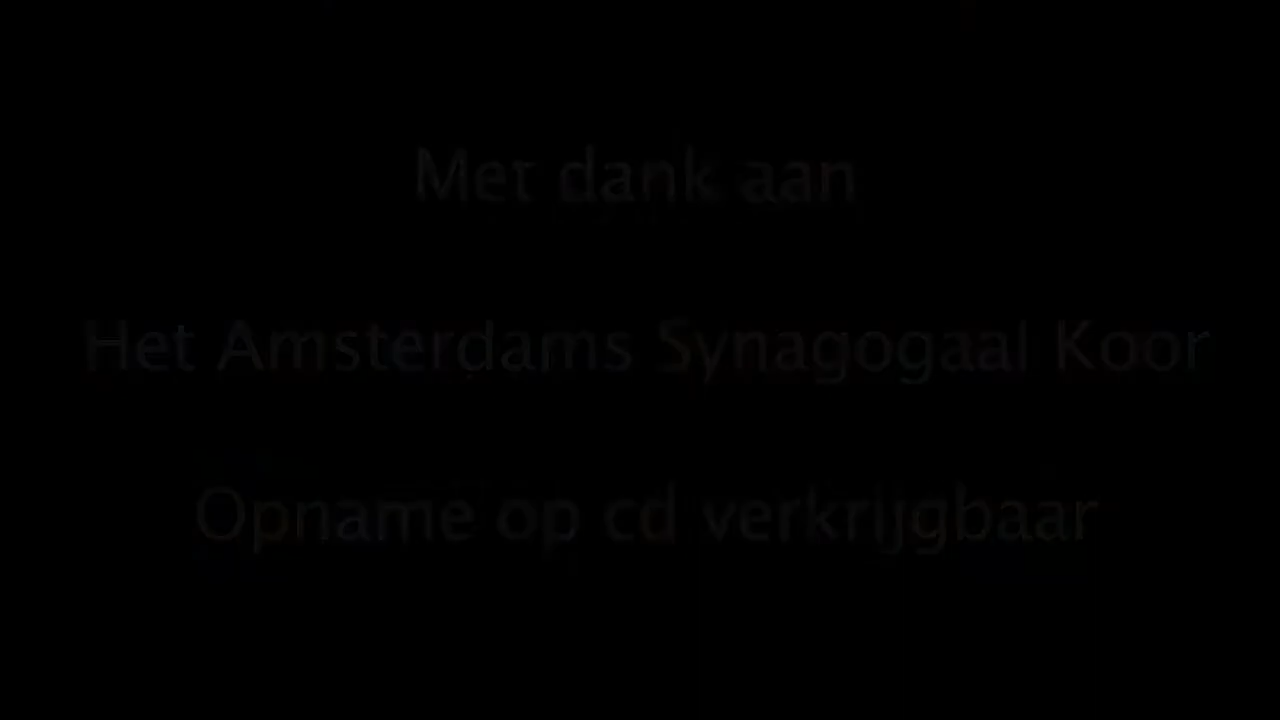 Met dank aan
Het Amsterdams Synagogaal Koor
Opname op cd verkrijgbaar